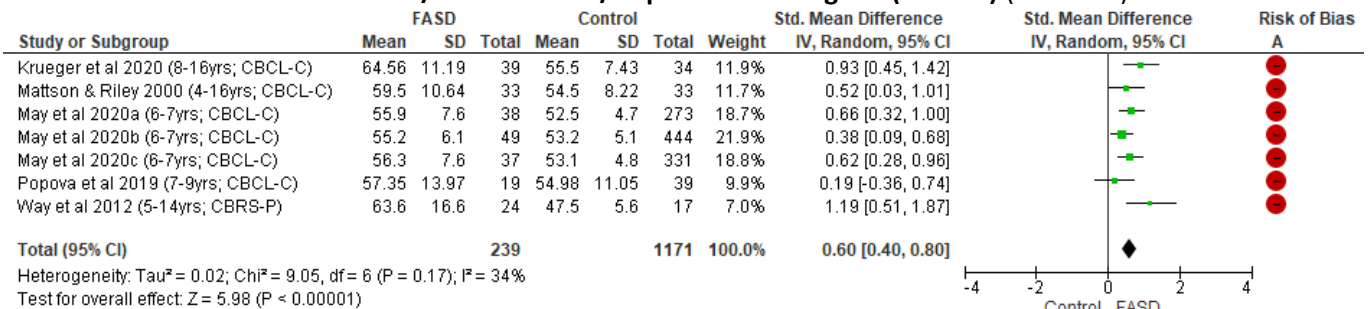 FASD Control Std. Mean Difference Std. Mean Difference Risk of Bias
Study or Subgroup Mean SD Total Mean SD Total Weight IV, Random, 95% CI IV, Random, 95% CI A
Krueger et al 2020 (8-16yrs; CBCL-C) 64.56 11.19 39 55.5 7.43 34 11.9% 0.93 [0.45, 1.42]
Mattson & Riley 2000 (4-16yrs; CBCL-C) 59.5 10.64 33 54.5 8.22 33 11.7% 0.52 [0.03, 1.01]
May et al 2020a (6-7yrs; CBCL-C) 55.9 7.6 38 52.5 4.7 273 18.7% 0.66 [0.32, 1.00]
May et al 2020b (6-7yrs; CBCL-C) 55.2 6.1 49 53.2 5.1 444 21.9% 0.38 [0.09, 0.68]
May et al 2020c (6-7yrs; CBCL-C) 56.3 7.6 37 53.1 4.8 331 18.8% 0.62 [0.28, 0.96]
Popova et al 2019 (7-9yrs; CBCL-C) 57.35 13.97 19 54.98 11.05 39 9.9% 0.19 [-0.36, 0.74]
Way et al 2012 (5-14yrs; CBRS-P) 63.6 16.6 24 47.5 5.6 17 7.0% 1.19 [0.51, 1.87]
Total (95% CI) 239 1171 100.0% 0.60 [0.40, 0.80]
Heterogeneity: Tau² = 0.02; Chi² = 9.05, df = 6 (P = 0.17); I² = 34%
Test for overall effect: Z = 5.98 (P < 0.00001)
-4 -2 0 2 4
Control FASD